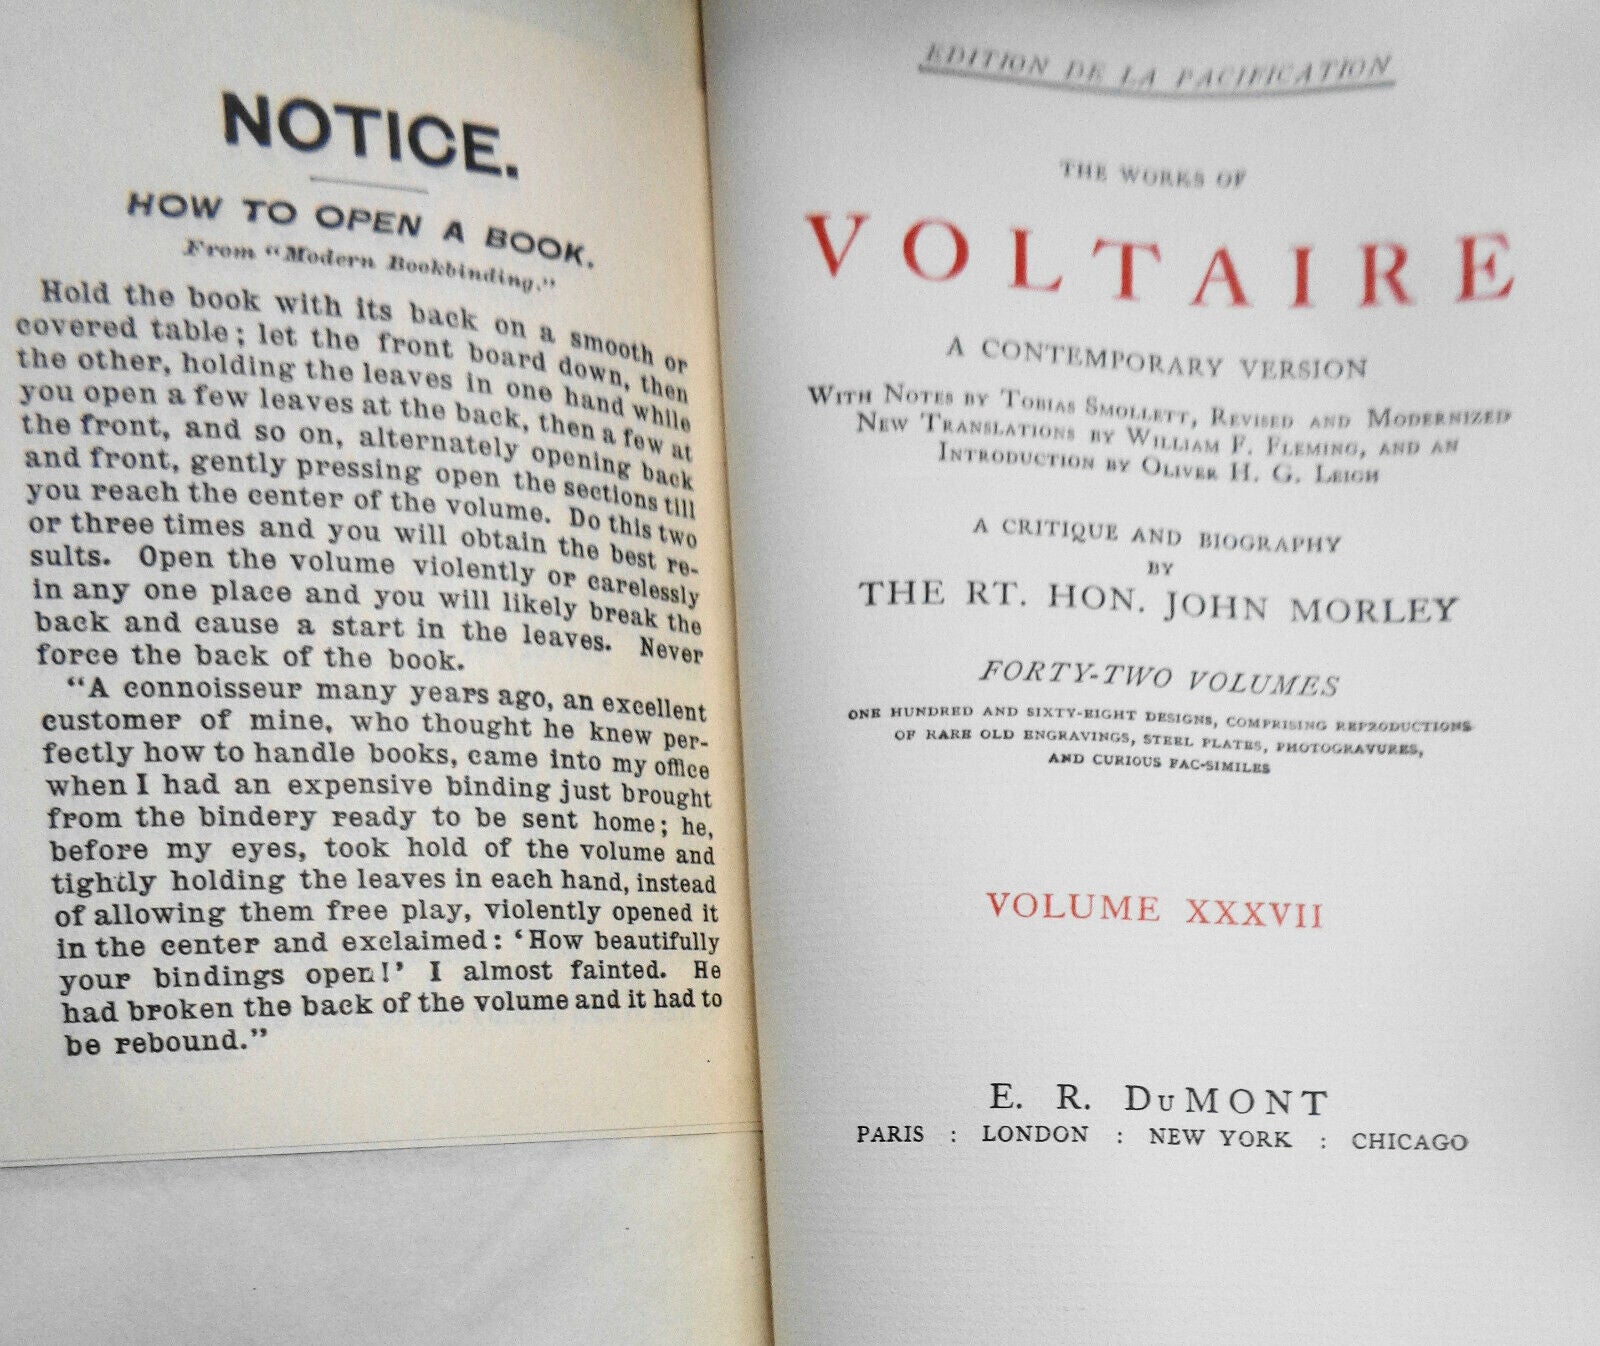 NOTICE.
HOW TO OPEN A BOOK.
From "Modern Bookbinding."
Hold the book with its back on a smooth or
covered table; let the front board down, then
the other, holding the leaves in one hand while
you open a few leaves at the back, then a few at
the front, and so on, alternately opening back
and front, gently pressing open the sections till
you reach the center of the volume. Do this two
or three times and you will obtain the best re-
sults. Open the volume violently or carelessly
in any one place and you will likely break the
back and cause a start in the leaves. Never
force the back of the book.
"A connoisseur many years ago, an excellent
customer of mine, who thought he knew per-
fectly how to handle books, came into my office
when I had an expensive binding just brought
from the bindery ready to be sent home; he,
before my eyes, took hold of the volume and
tightly holding the leaves in each hand, instead
of allowing them free play, violently opened it
in the center and exclaimed: 'How beautifully
your bindings open!' I almost fainted. He
had broken the back of the volume and it had to
be rebound."
EDITION DE LA PACIFICATION
THE WORKS OF
VOLTAIRE
A CONTEMPORARY VERSION
WITH NOTES BY TOBIAS SMOLLETT, REVISED AND MODERNIZED
NEW TRANSLATIONS BY WILLIAM F. FLEMING, AND AN
INTRODUCTION BY OLIVER H. G. LEIGH
A CRITIQUE AND BIOGRAPHY
BY
THE RT. HON. JOHN MORLEY
FORTY-TWO VOLUMES
ONE HUNDRED AND SIXTY-EIGHT DESIGNS, COMPRISING REPRODUCTIONS
OF RARE OLD ENGRAVINGS, STEEL PLATES, PHOTOGRAVURES,
AND CURIOUS FAC-SIMILES
VOLUME XXXVII
E. R. DuMONT
PARIS : LONDON : NEW YORK : CHICAGO